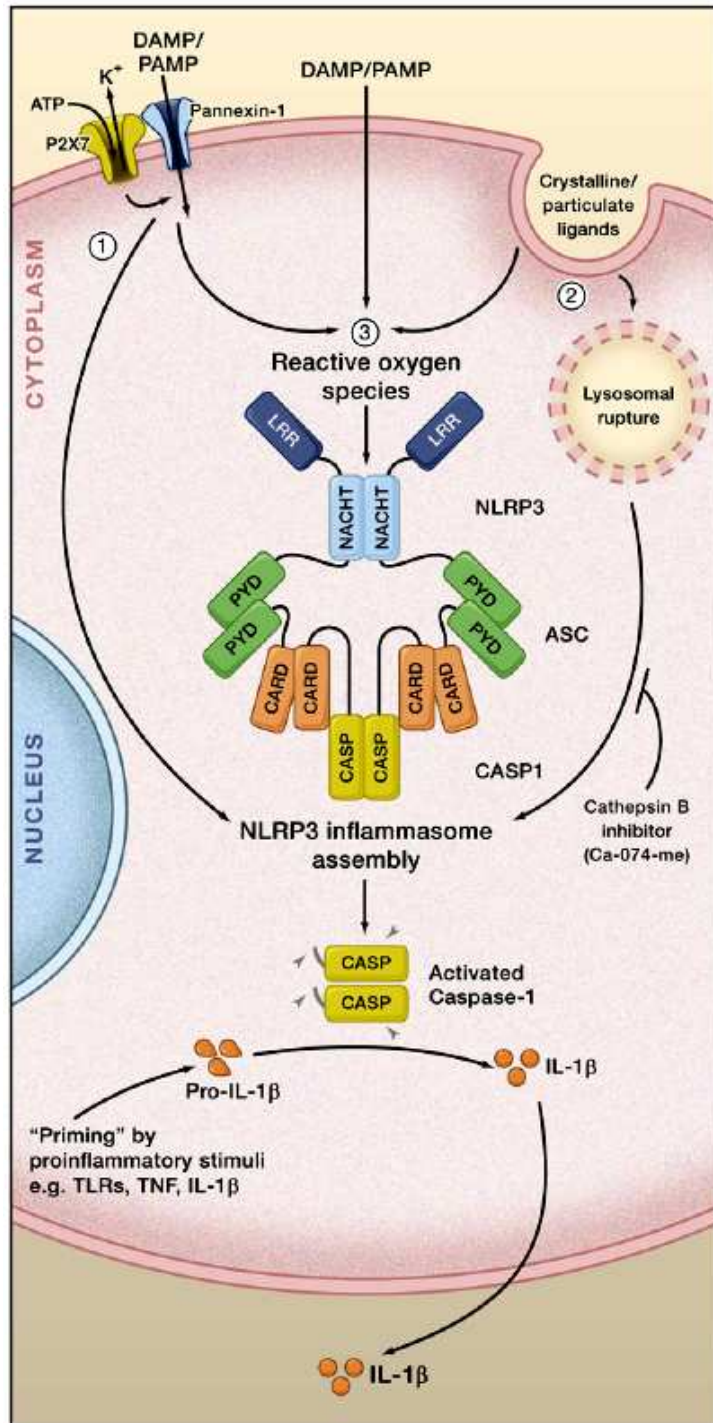 DAMP/
PAMP
K+
ATP
P2X7
Pannexin-1
DAMP/PAMP
Crystalline/
particulate
ligands
1
2
3
CYTOPLASM
Reactive oxygen
species
Lysosomal
rupture
LRR
LRR
NACHT
NACHT
NLRP3
PYD
PYD
PYD
PYD
ASC
CARD
CARD
CARD
CARD
CASP
CASP
CASP1
NUCLEUS
Cathepsin B
inhibitor
(Ca-074-me)
NLRP3 inflammasome
assembly
CASP
CASP
Activated
Caspase-1
Pro-IL-1β
IL-1β
“Priming” by
proinflammatory stimuli
e.g. TLRs, TNF, IL-1β
IL-1β